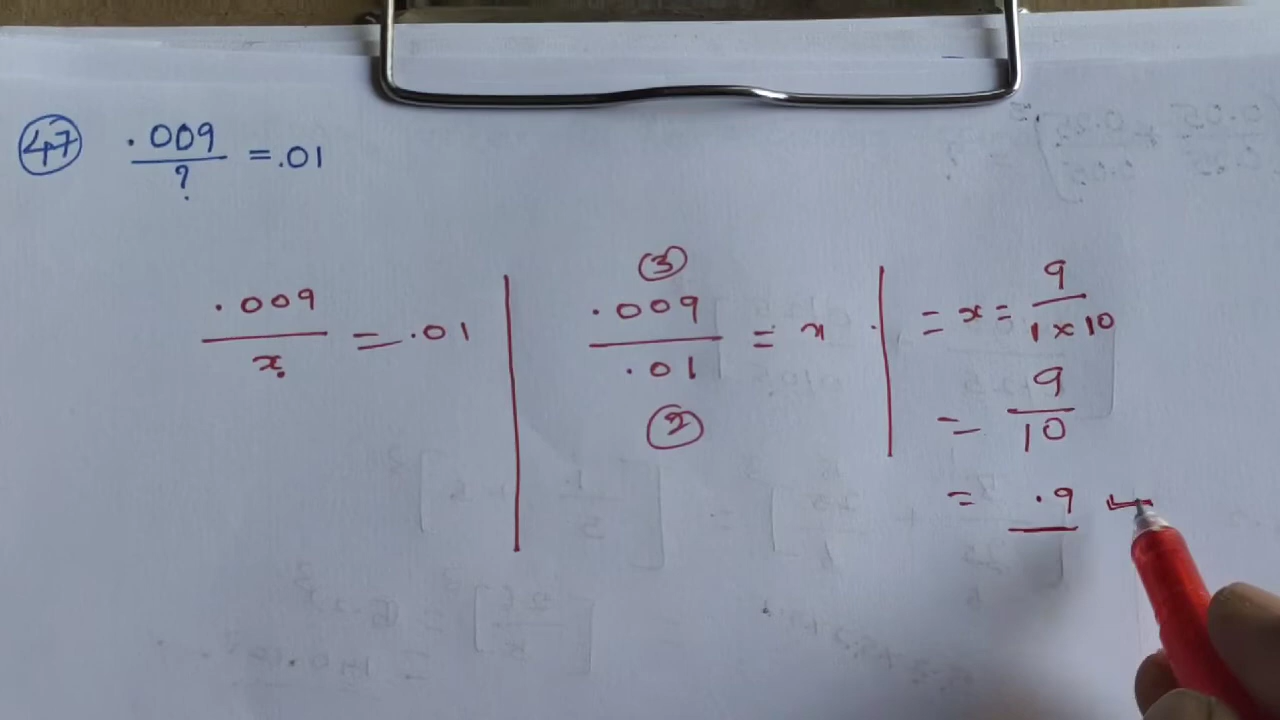 47 .009/? = .01
.009/x = .01
3
.009/.01 = x
2
= x = 9/1 x 10
= 9/10
= .9